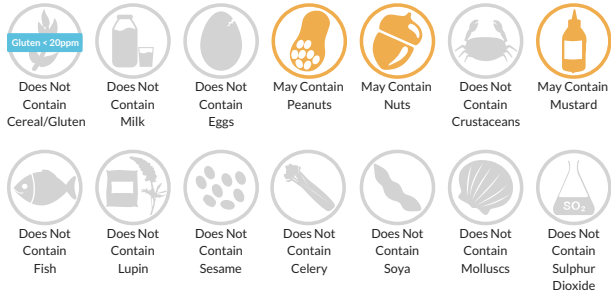 Gluten < 20ppm
Does Not
Contain
Cereal/Gluten
Does Not
Contain
Milk
Does Not
Contain
Eggs
May Contain
Peanuts
May Contain
Nuts
Does Not
Contain
Crustaceans
May Contain
Mustard
Does Not
Contain
Fish
Does Not
Contain
Lupin
Does Not
Contain
Sesame
Does Not
Contain
Celery
Does Not
Contain
Soya
Does Not
Contain
Molluscs
SO₂
Does Not
Contain
Sulphur
Dioxide